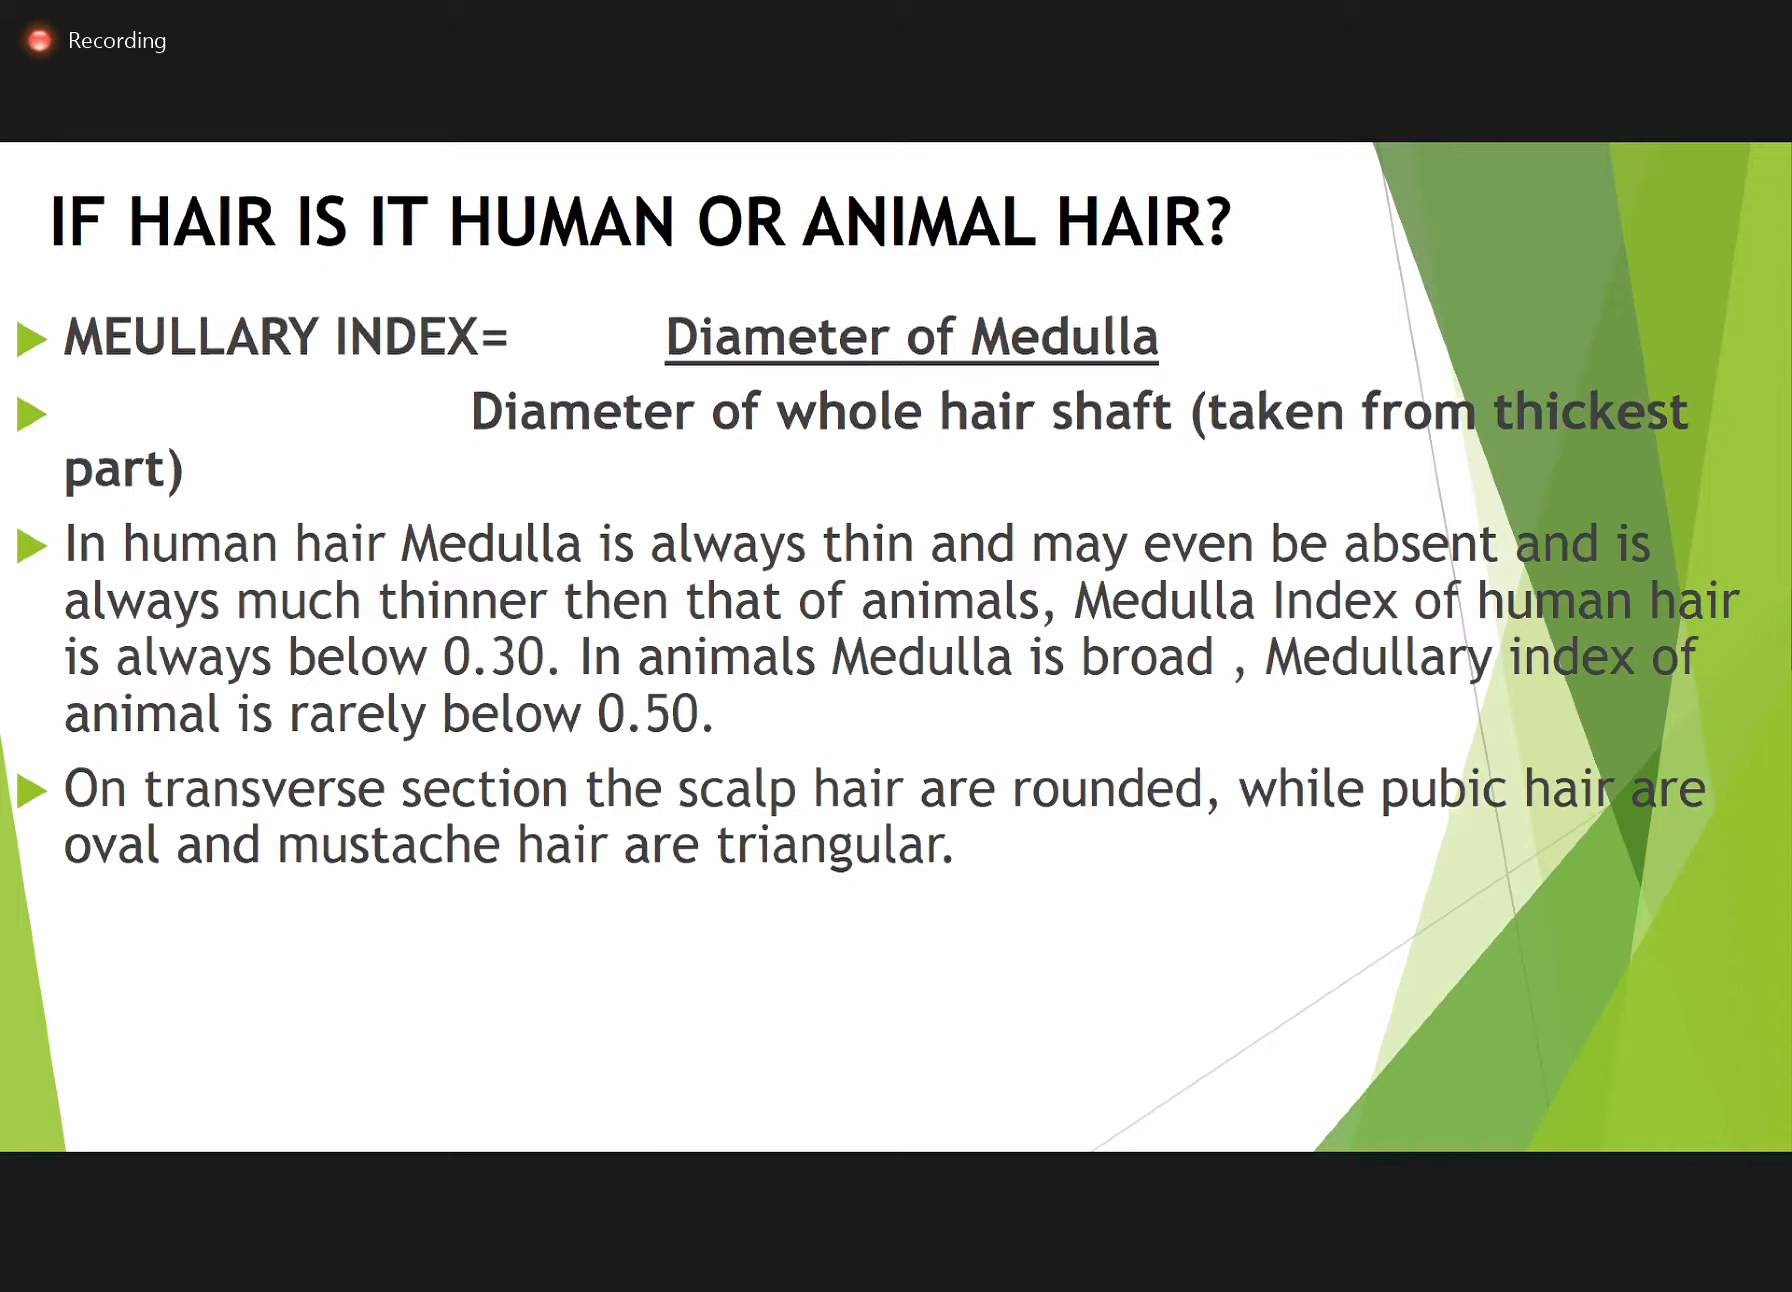 Recording
IF HAIR IS IT HUMAN OR ANIMAL HAIR?
MEULLARY INDEX= Diameter of Medulla
Diameter of whole hair shaft (taken from thickest
part)
In human hair Medulla is always thin and may even be absent and is
always much thinner then that of animals, Medulla Index of human hair
is always below 0.30. In animals Medulla is broad , Medullary index of
animal is rarely below 0.50.
On transverse section the scalp hair are rounded, while pubic hair are
oval and mustache hair are triangular.